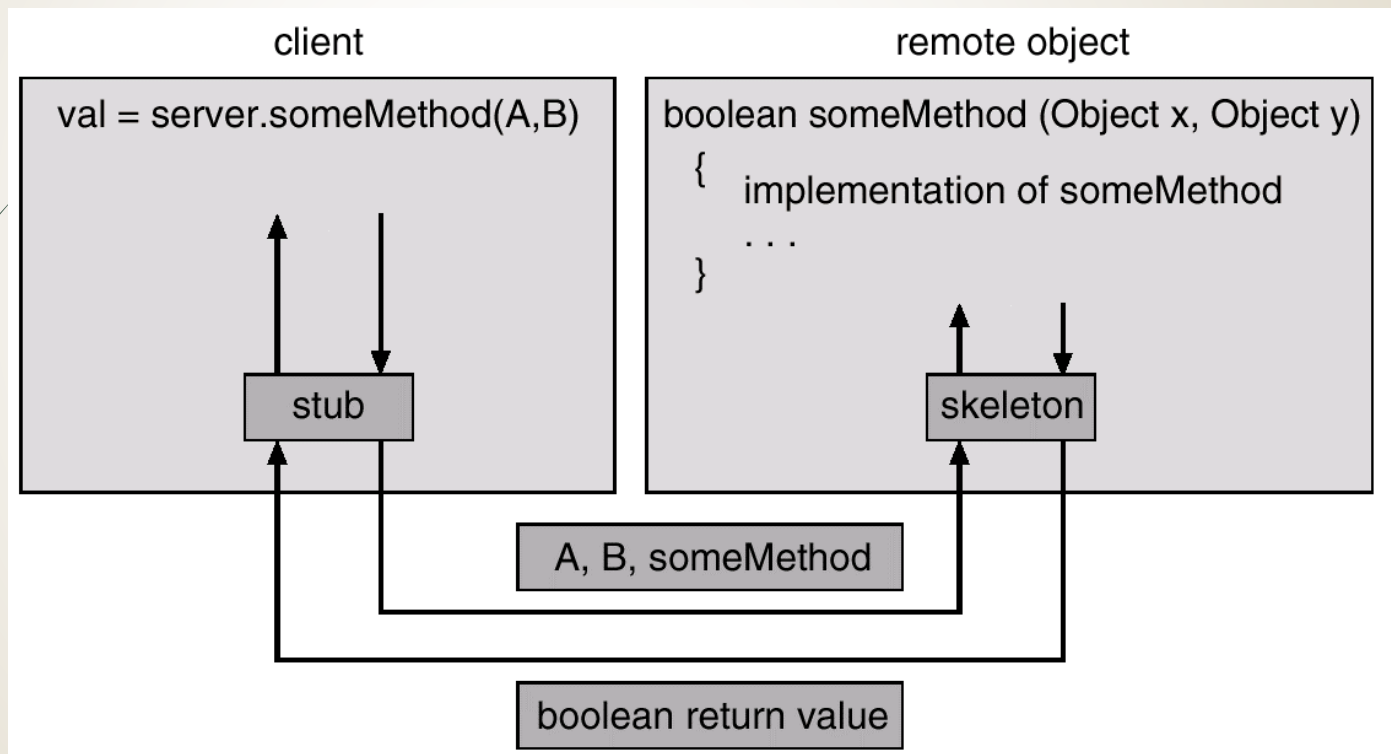 client
val = server.someMethod(A,B)
stub
remote object
boolean someMethod (Object x, Object y)
{
implementation of someMethod
. . .
}
skeleton
A, B, someMethod
boolean return value